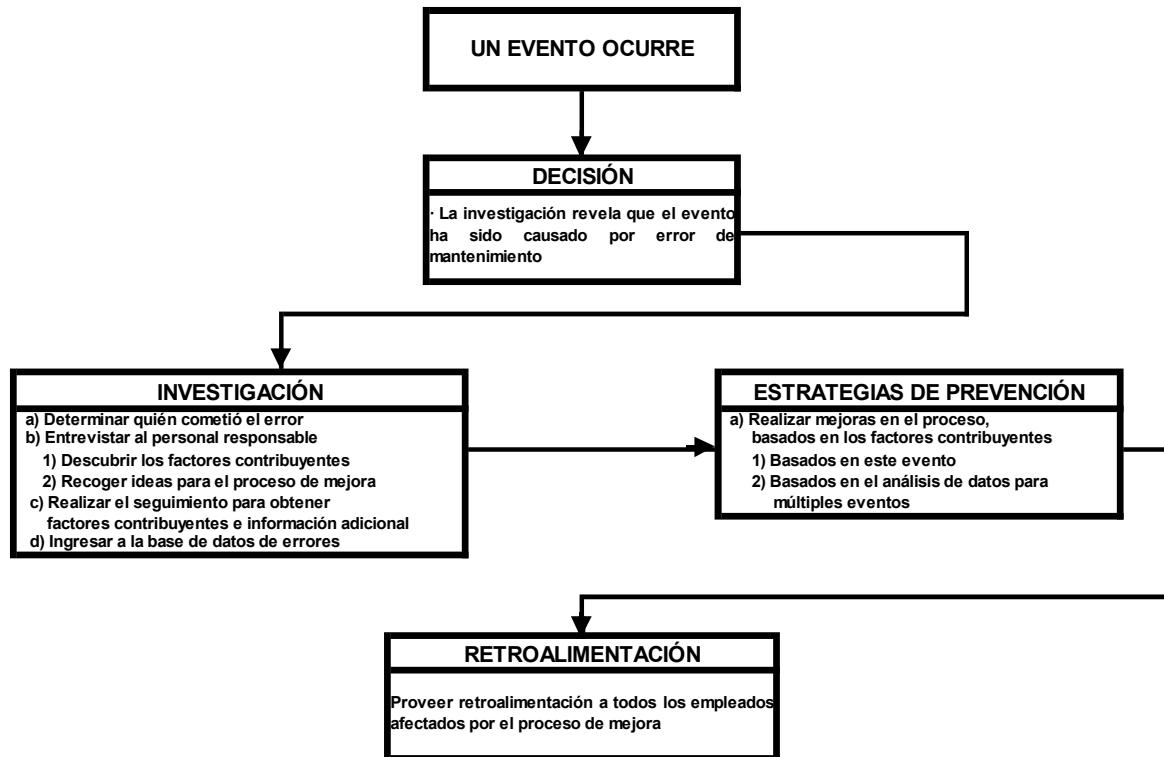 UN EVENTO OCURRE
DECISIÓN
· La investigación revela que el evento
ha sido causado por error de
mantenimiento
INVESTIGACIÓN
a) Determinar quién cometió el error
b) Entrevistar al personal responsable
1) Descubrir los factores contribuyentes
2) Recoger ideas para el proceso de mejora
c) Realizar el seguimiento para obtener
factores contribuyentes e información adicional
d) Ingresar a la base de datos de errores
ESTRATEGIAS DE PREVENCIÓN
a) Realizar mejoras en el proceso,
basados en los factores contribuyentes
1) Basados en este evento
2) Basados en el análisis de datos para
múltiples eventos
RETROALIMENTACIÓN
Proveer retroalimentación a todos los empleados
afectados por el proceso de mejora